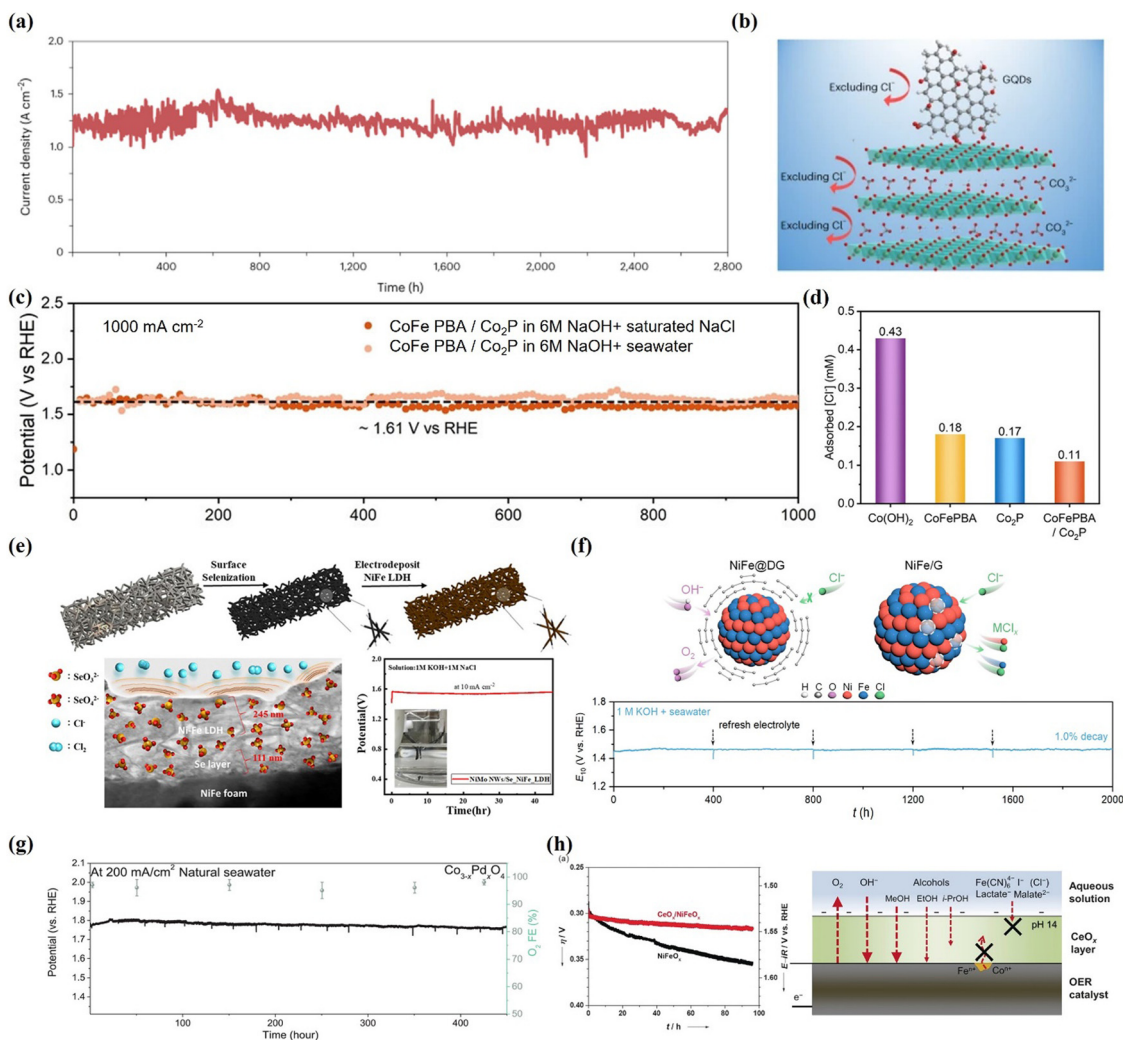 (a)
2.0
1.5
1.0
0.5
0
Current density (A cm⁻²)
400
800
1,200
1,600
2,000
2,400
2,800
Time (h)
(b)
GQDs
Excluding Cl⁻
Excluding Cl⁻
CO₃²⁻
Excluding Cl⁻
CO₃²⁻
(c)
2.5
2.0
1.5
1.0
Potential (V vs RHE)
1000 mA cm⁻²
CoFe PBA / Co₂P in 6M NaOH+ saturated NaCl
CoFe PBA / Co₂P in 6M NaOH+ seawater
~ 1.61 V vs RHE
0
200
400
600
800
1000
Time (h)
(d)
0.5
0.4
0.3
0.2
0.1
0.0
Adsorbed [Cl⁻] (mM)
0.43
0.18
0.17
0.11
Co(OH)₂
CoFePBA
Co₂P
CoFePBA
/ Co₂P
(e)
Surface
Selenization
Electrodeposit
NiFe LDH
: SeO₃²⁻
: SeO₄²⁻
: Cl⁻
: Cl₂
245 nm
NiFe LDH
Se layer
111 nm
NiFe foam
Potential(V)
2.0
1.6
1.2
0.8
0.4
Solution:1M KOH+1M NaCl
at 10 mA cm⁻²
NiMo NWs/Se_NiFe_LDH
0
10
20
30
40
Time(hr)
(f)
NiFe@DG
NiFe/G
OH⁻
Cl⁻
O₂
Cl⁻
MClₓ
H C O Ni Fe Cl
1 M KOH + seawater
refresh electrolyte
1.0% decay
E₁₀ (V vs. RHE)
1.8
1.6
1.4
1.2
0
400
800
1200
1600
2000
t (h)
(g)
At 200 mA/cm² Natural seawater
Co₃₋ₓPdₓO₄
Potential (vs. RHE)
2.1
2.0
1.9
1.8
1.7
1.6
1.5
1.4
O₂ FE (%)
100
90
80
70
60
50
100
200
300
400
Time (hour)
(h)
(a)
0.25
0.30
0.35
0.40
η / V
CeOₓ/NiFeOₓ
NiFeOₓ
1.50
1.55
1.60
E -iR / V vs. RHE
0
20
40
60
80
100
t / h
O₂
OH⁻
Alcohols
MeOH
EtOH
i-PrOH
Fe(CN)₆⁴⁻ I⁻ (Cl⁻)
Lactate⁻
Malate²⁻
Aqueous
solution
pH 14
CeOₓ
layer
Feⁿ⁺
Coⁿ⁺
e⁻
OER
catalyst